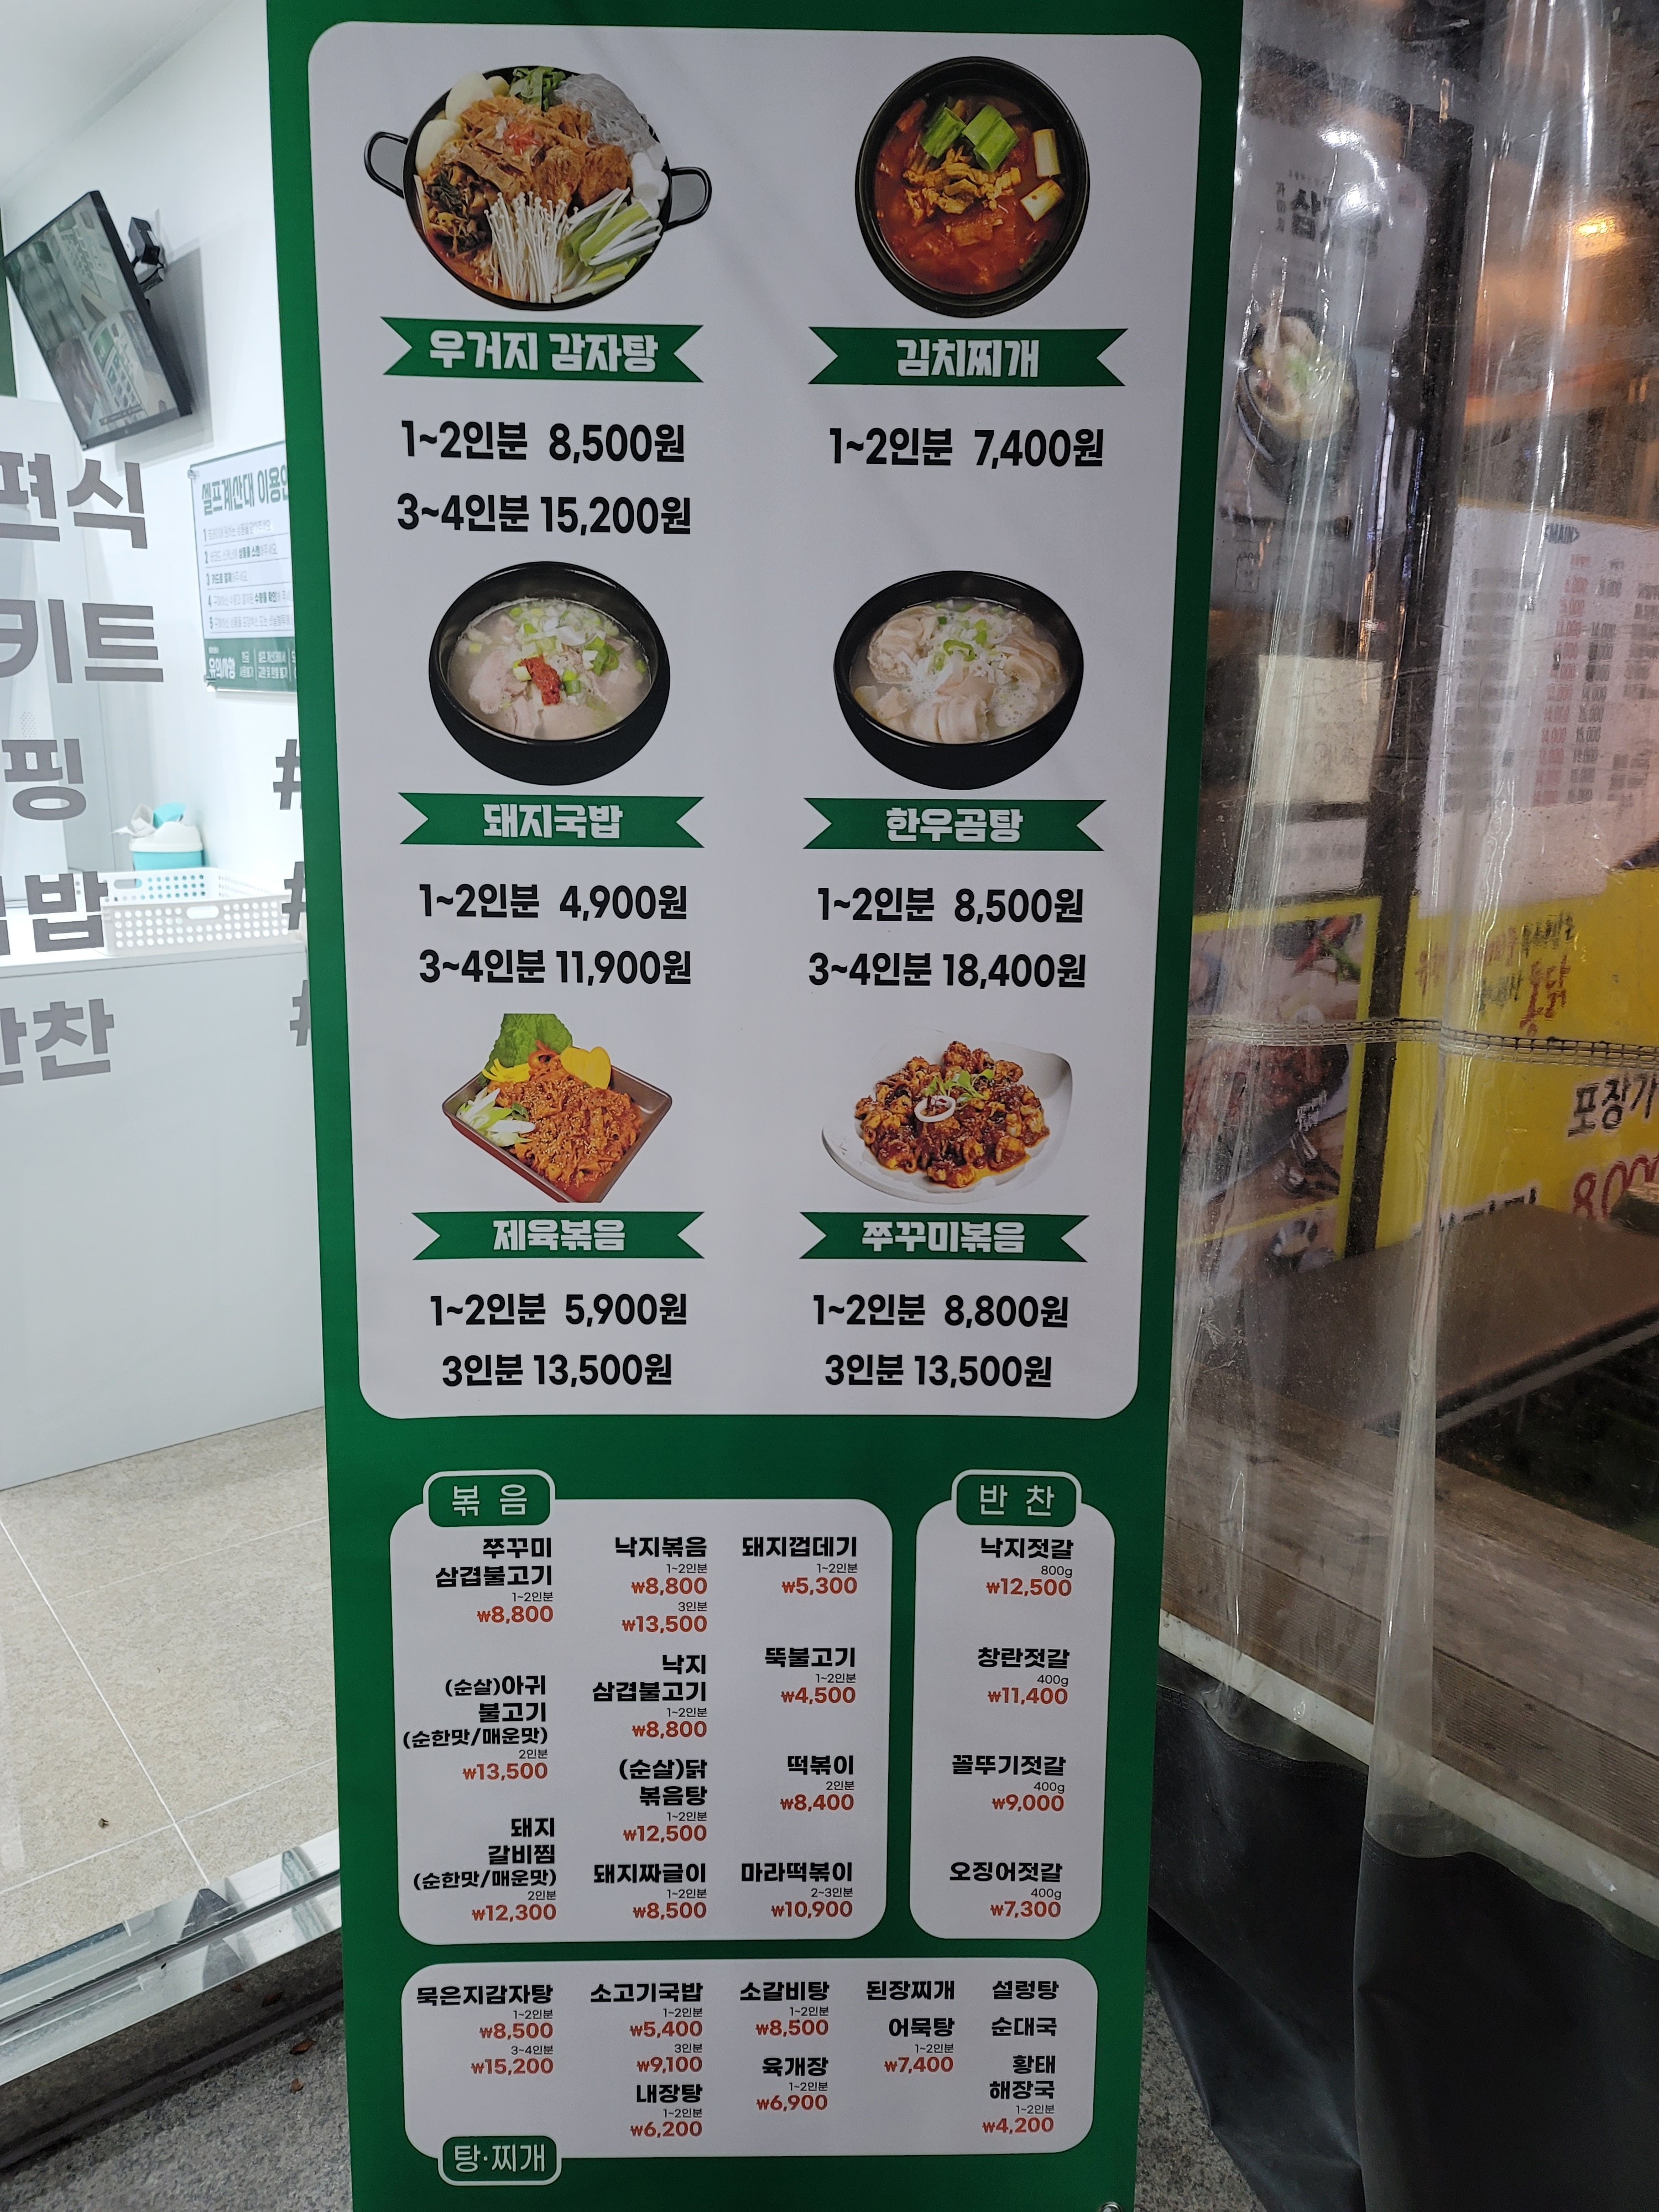 우거지 감자탕
1~2인분 8,500원
3~4인분 15,200원
김치찌개
1~2인분 7,400원
돼지국밥
1~2인분 4,900원
3~4인분 11,900원
한우곰탕
1~2인분 8,500원
3~4인분 18,400원
제육볶음
1~2인분 5,900원
3인분 13,500원
쭈꾸미볶음
1~2인분 8,800원
3인분 13,500원
볶음
쭈꾸미
삼겹불고기
1~2인분
₩8,800
(순살)아귀
불고기
(순한맛/매운맛)
2인분
₩13,500
돼지
갈비찜
(순한맛/매운맛)
2인분
₩12,300
낙지볶음
1~2인분
₩8,800
3인분
₩13,500
낙지
삼겹불고기
1~2인분
₩8,800
(순살)닭
볶음탕
1~2인분
₩12,500
돼지짜글이
1~2인분
₩8,500
돼지껍데기
1~2인분
₩5,300
뚝불고기
1~2인분
₩4,500
떡볶이
2인분
₩8,400
마라떡볶이
2~3인분
₩10,900
반찬
낙지젓갈
800g
₩12,500
창란젓갈
400g
₩11,400
꼴뚜기젓갈
400g
₩9,000
오징어젓갈
400g
₩7,300
묵은지감자탕
1~2인분
₩8,500
3~4인분
₩15,200
소고기국밥
1~2인분
₩5,400
3인분
₩9,100
내장탕
1~2인분
₩6,200
소갈비탕
1~2인분
₩8,500
육개장
1~2인분
₩6,900
된장찌개
어묵탕
1~2인분
₩7,400
설렁탕
순대국
황태
해장국
1~2인분
₩4,200
탕·찌개
편식
키트
핑
밥
반찬
#
#
#
셀프계산대
유의사항